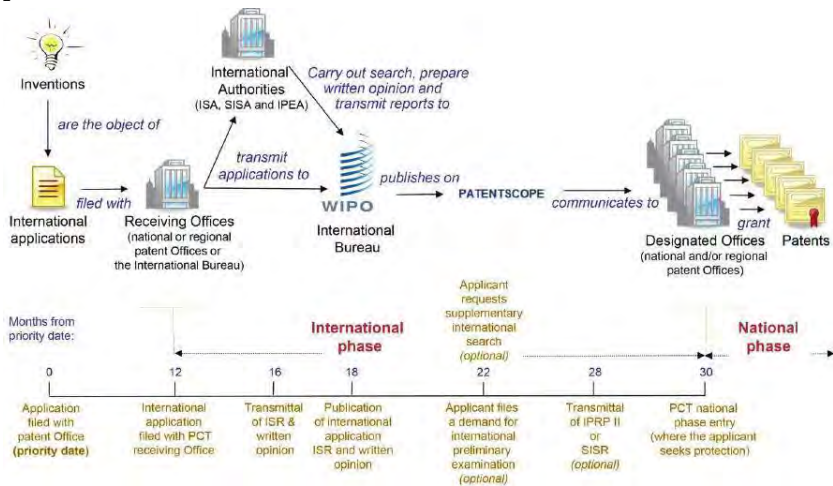 Inventions
are the object of
International
applications
filed with
Receiving Offices
(national or regional
patent Offices or
the International Bureau)
International
Authorities
(ISA, SISA and IPEA)
transmit
applications to
Carry out search, prepare
written opinion and
transmit reports to
WIPO
International
Bureau
publishes on
PATENTSCOPE
communicates to
Designated Offices
(national and/or regional
patent Offices)
grant
Patents
Months from
priority date:
International
phase
Applicant
requests
supplementary
international
search
(optional)
National
phase
0
12
16
18
22
28
30
Application
filed with
patent Office
(priority date)
International
application
filed with PCT
receiving Office
Transmittal
of ISR &
written
opinion
Publication
of international
application
ISR and written
opinion
Applicant files
a demand for
international
preliminary
examination
(optional)
Transmittal
of IPRP II
or
SISR
(optional)
PCT national
phase entry
(where the applicant
seeks protection)